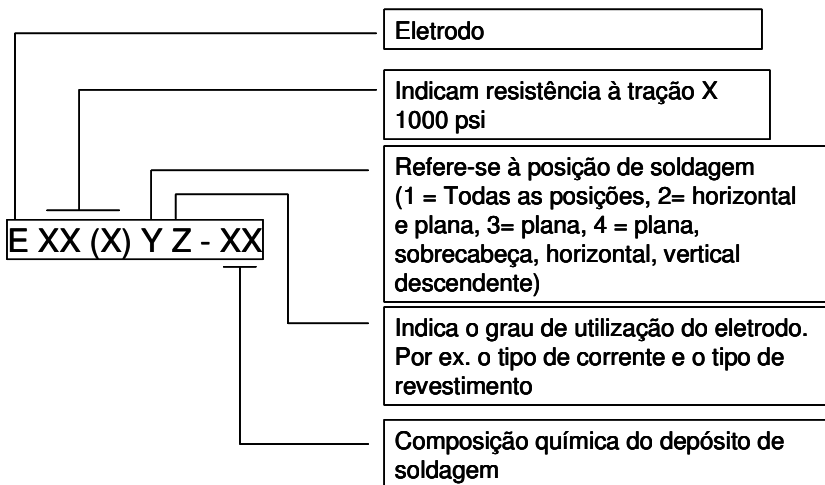 Eletrodo
Indicam resistência à tração X
1000 psi
Refere-se à posição de soldagem
(1 = Todas as posições, 2= horizontal
e plana, 3= plana, 4 = plana,
sobrecabeça, horizontal, vertical
descendente)
E XX (X) Y Z - XX
Indica o grau de utilização do eletrodo.
Por ex. o tipo de corrente e o tipo de
revestimento
Composição química do depósito de
soldagem